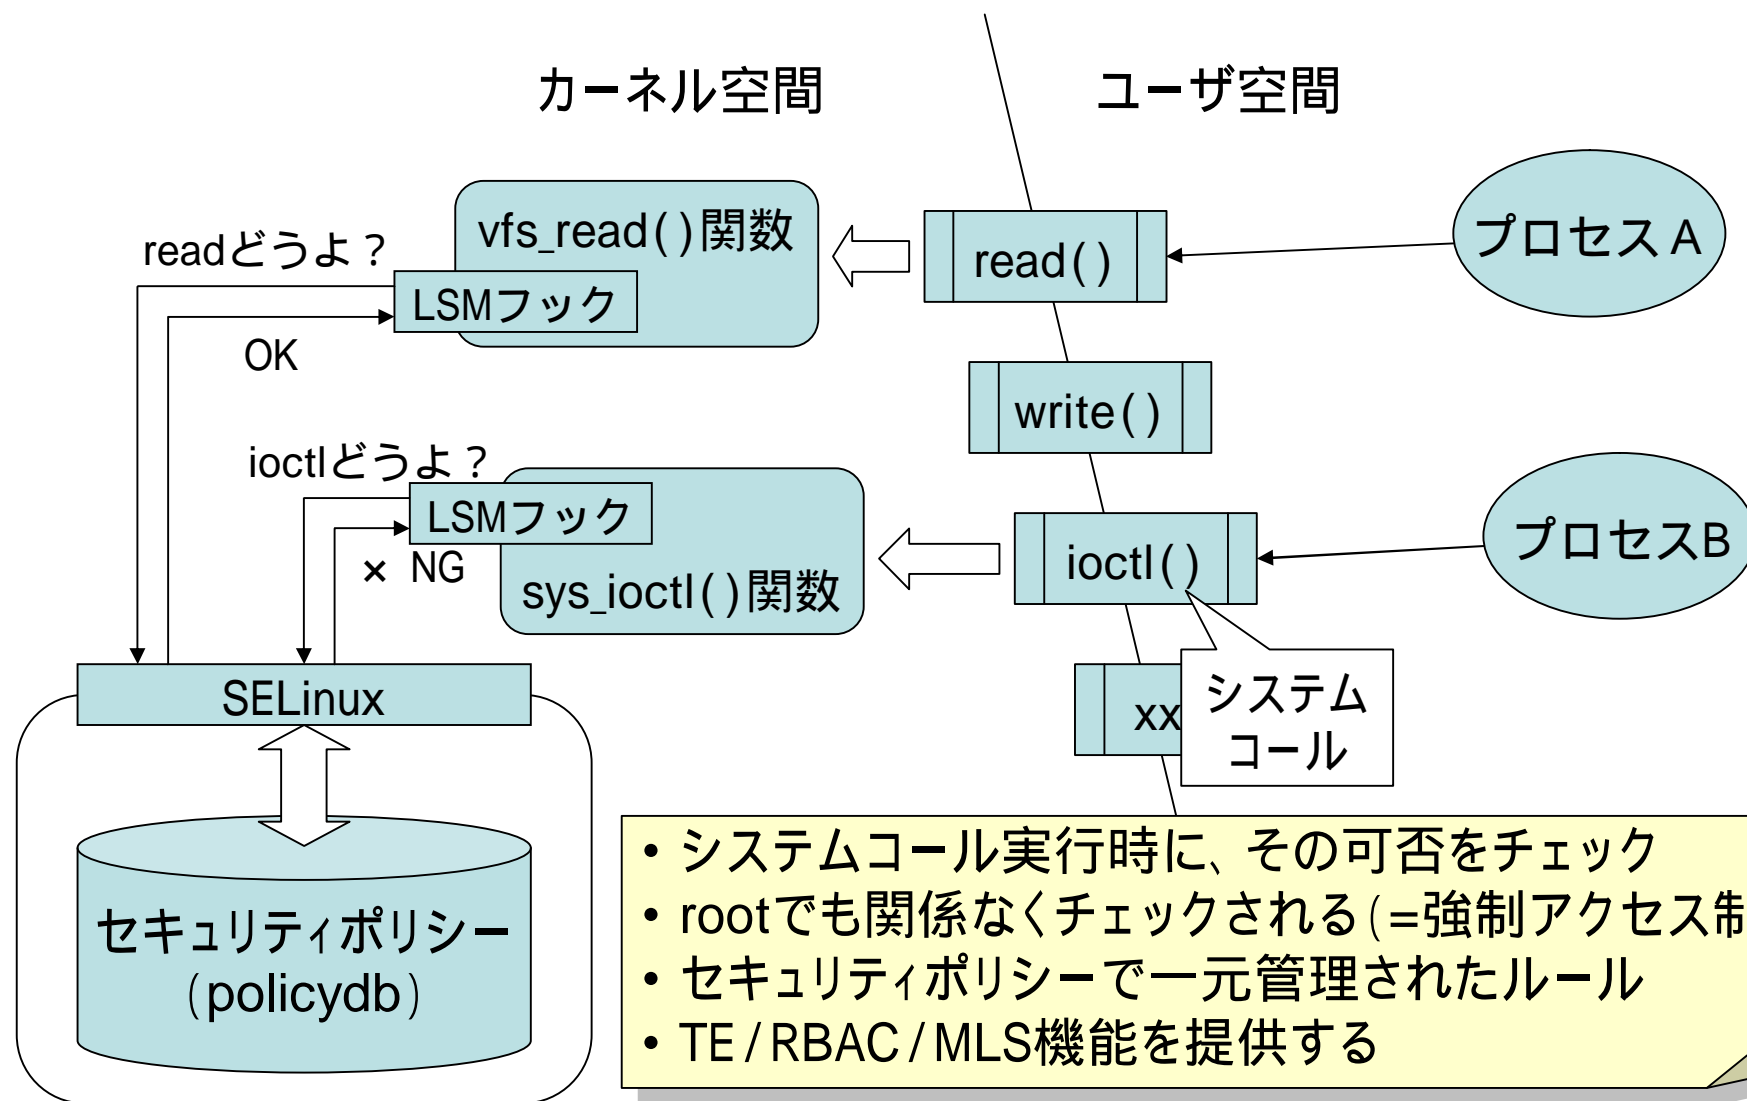 カーネル空間
ユーザ空間
vfs_read()関数
readどうよ？
LSMフック
OK
read()
プロセスA
write()
ioctlどうよ？
LSMフック
× NG
sys_ioctl()関数
ioctl()
プロセスB
SELinux
xx
システム
コール
セキュリティポリシー
(policydb)
• システムコール実行時に、その可否をチェック
• rootでも関係なくチェックされる(=強制アクセス制
• セキュリティポリシーで一元管理されたルール
• TE/RBAC/MLS機能を提供する